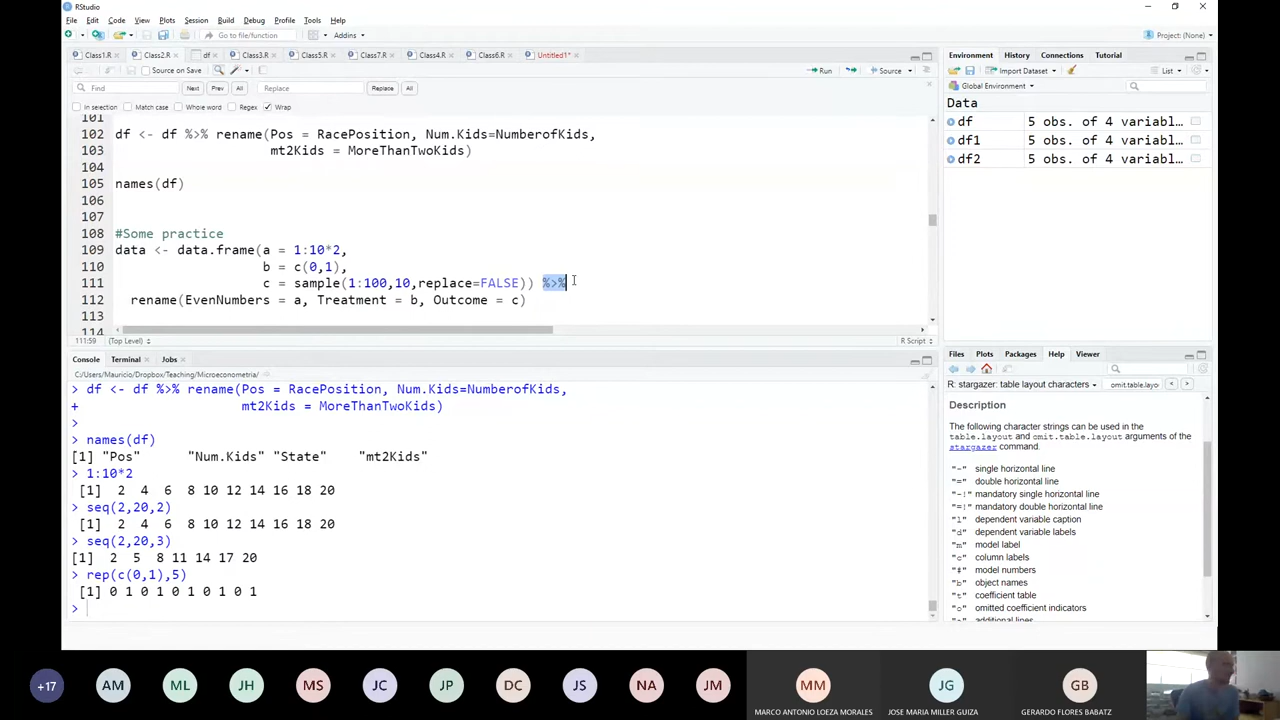 RStudio
File Edit Code View Plots Session Build Debug Profile Tools Help
Go to file/function
Addins
Project: (None)
Class1.R Class2.R df Class3.R Class5.R Class7.R Class4.R Class6.R Untitled1*
Source on Save
Run
Source
Find
Next Prev All
Replace
Replace All
In selection Match case Whole word Regex Wrap
101
102 df <- df %>% rename(Pos = RacePosition, Num.Kids=NumberofKids,
103 mt2Kids = MoreThanTwoKids)
104
105 names(df)
106
107
108 #Some practice
109 data <- data.frame(a = 1:10*2,
110 b = c(0,1),
111 c = sample(1:100,10,replace=FALSE)) %>%
112 rename(EvenNumbers = a, Treatment = b, Outcome = c)
113
114
111:59 (Top Level) R Script
Console Terminal Jobs
C:/Users/Mauricio/Dropbox/Teaching/Microeconometria/
> df <- df %>% rename(Pos = RacePosition, Num.Kids=NumberofKids,
+ mt2Kids = MoreThanTwoKids)
>
> names(df)
[1] "Pos" "Num.Kids" "State" "mt2Kids"
> 1:10*2
[1] 2 4 6 8 10 12 14 16 18 20
> seq(2,20,2)
[1] 2 4 6 8 10 12 14 16 18 20
> seq(2,20,3)
[1] 2 5 8 11 14 17 20
> rep(c(0,1),5)
[1] 0 1 0 1 0 1 0 1 0 1
>
Environment History Connections Tutorial
Import Dataset
List
Global Environment
Data
df 5 obs. of 4 variabl…
df1 5 obs. of 4 variabl…
df2 5 obs. of 4 variabl…
Files Plots Packages Help Viewer
R: stargazer: table layout characters
omit.table.layo
Description
The following character strings can be used in the
table.layout and omit.table.layout arguments of the
stargazer command.
"-" single horizontal line
"=" double horizontal line
"-!" mandatory single horizontal line
"=!" mandatory double horizontal line
"l" dependent variable caption
"d" dependent variable labels
"m" model label
"c" column labels
"#" model numbers
"b" object names
"t" coefficient table
"o" omitted coefficient indicators
"a" additional lines
+17 AM ML JH MS JC JP DC JS NA JM MM JG GB
MARCO ANTONIO LOEZA MORALES
JOSE MARIA MILLER GUIZA
GERARDO FLORES BABATZ